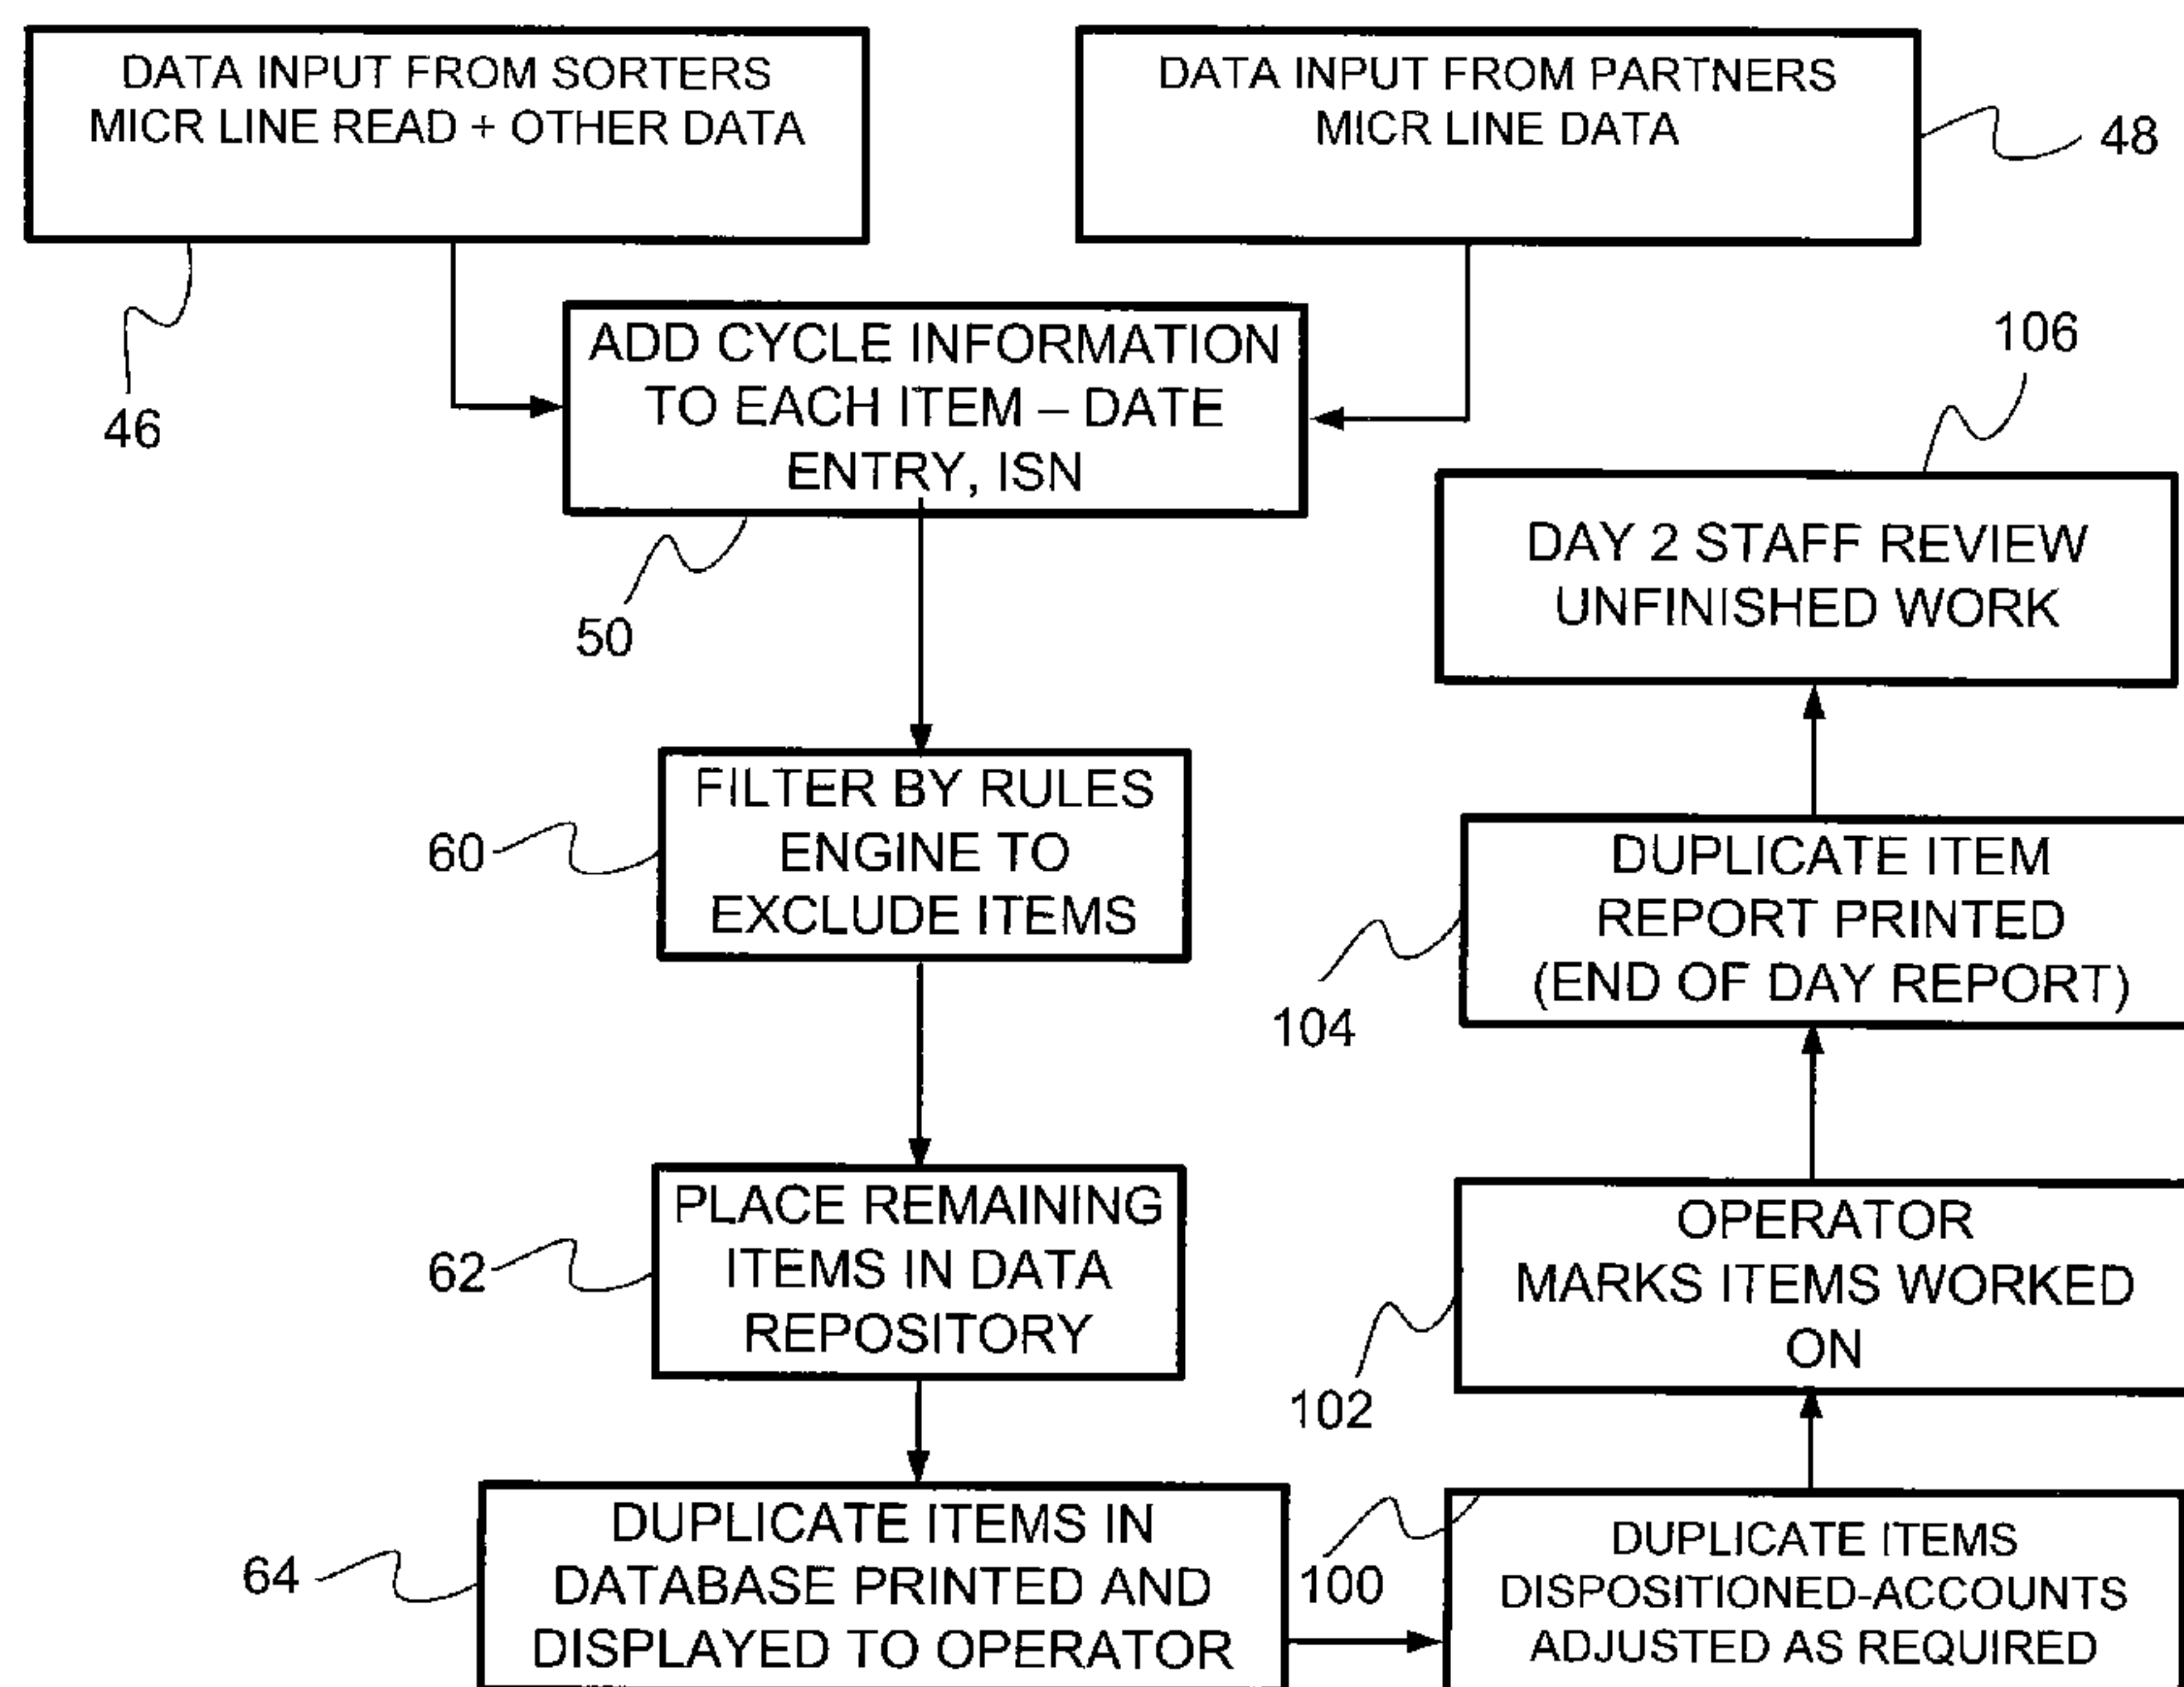 DATA INPUT FROM SORTERS
MICR LINE READ + OTHER DATA
46
DATA INPUT FROM PARTNERS
MICR LINE DATA
48
ADD CYCLE INFORMATION
TO EACH ITEM – DATE
ENTRY, ISN
50
FILTER BY RULES
ENGINE TO
EXCLUDE ITEMS
60
PLACE REMAINING
ITEMS IN DATA
REPOSITORY
62
DUPLICATE ITEMS IN
DATABASE PRINTED AND
DISPLAYED TO OPERATOR
64
DUPLICATE ITEMS
DISPOSITIONED-ACCOUNTS
ADJUSTED AS REQUIRED
100
OPERATOR
MARKS ITEMS WORKED
ON
102
DUPLICATE ITEM
REPORT PRINTED
(END OF DAY REPORT)
104
DAY 2 STAFF REVIEW
UNFINISHED WORK
106